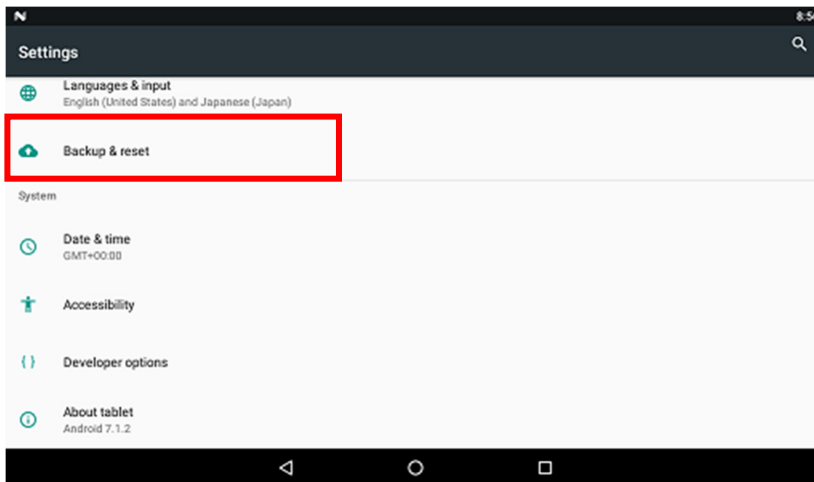 8:5
Settings
Languages & input
English (United States) and Japanese (Japan)
Backup & reset
System
Date & time
GMT+00:00
Accessibility
{ }
Developer options
About tablet
Android 7.1.2